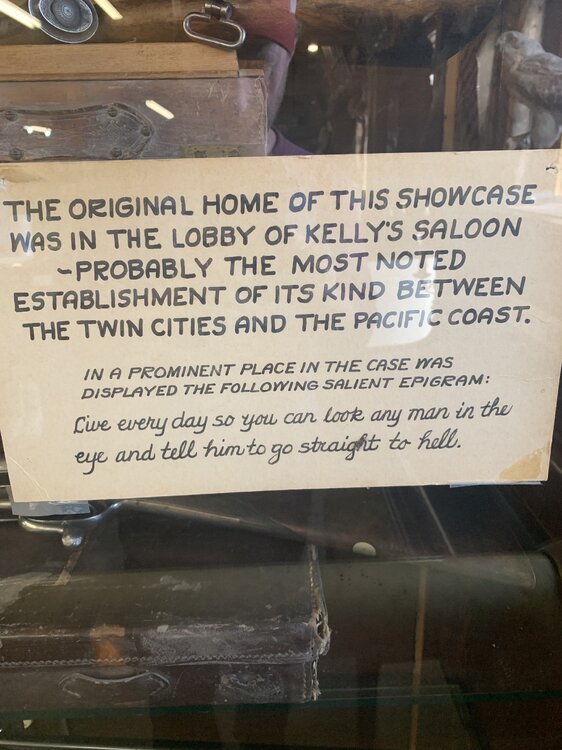 THE ORIGINAL HOME OF THIS SHOWCASE
WAS IN THE LOBBY OF KELLY'S SALOON
~PROBABLY THE MOST NOTED
ESTABLISHMENT OF ITS KIND BETWEEN
THE TWIN CITIES AND THE PACIFIC COAST.
IN A PROMINENT PLACE IN THE CASE WAS
DISPLAYED THE FOLLOWING SALIENT EPIGRAM:
Live every day so you can look any man in the
eye and tell him to go straight to hell.